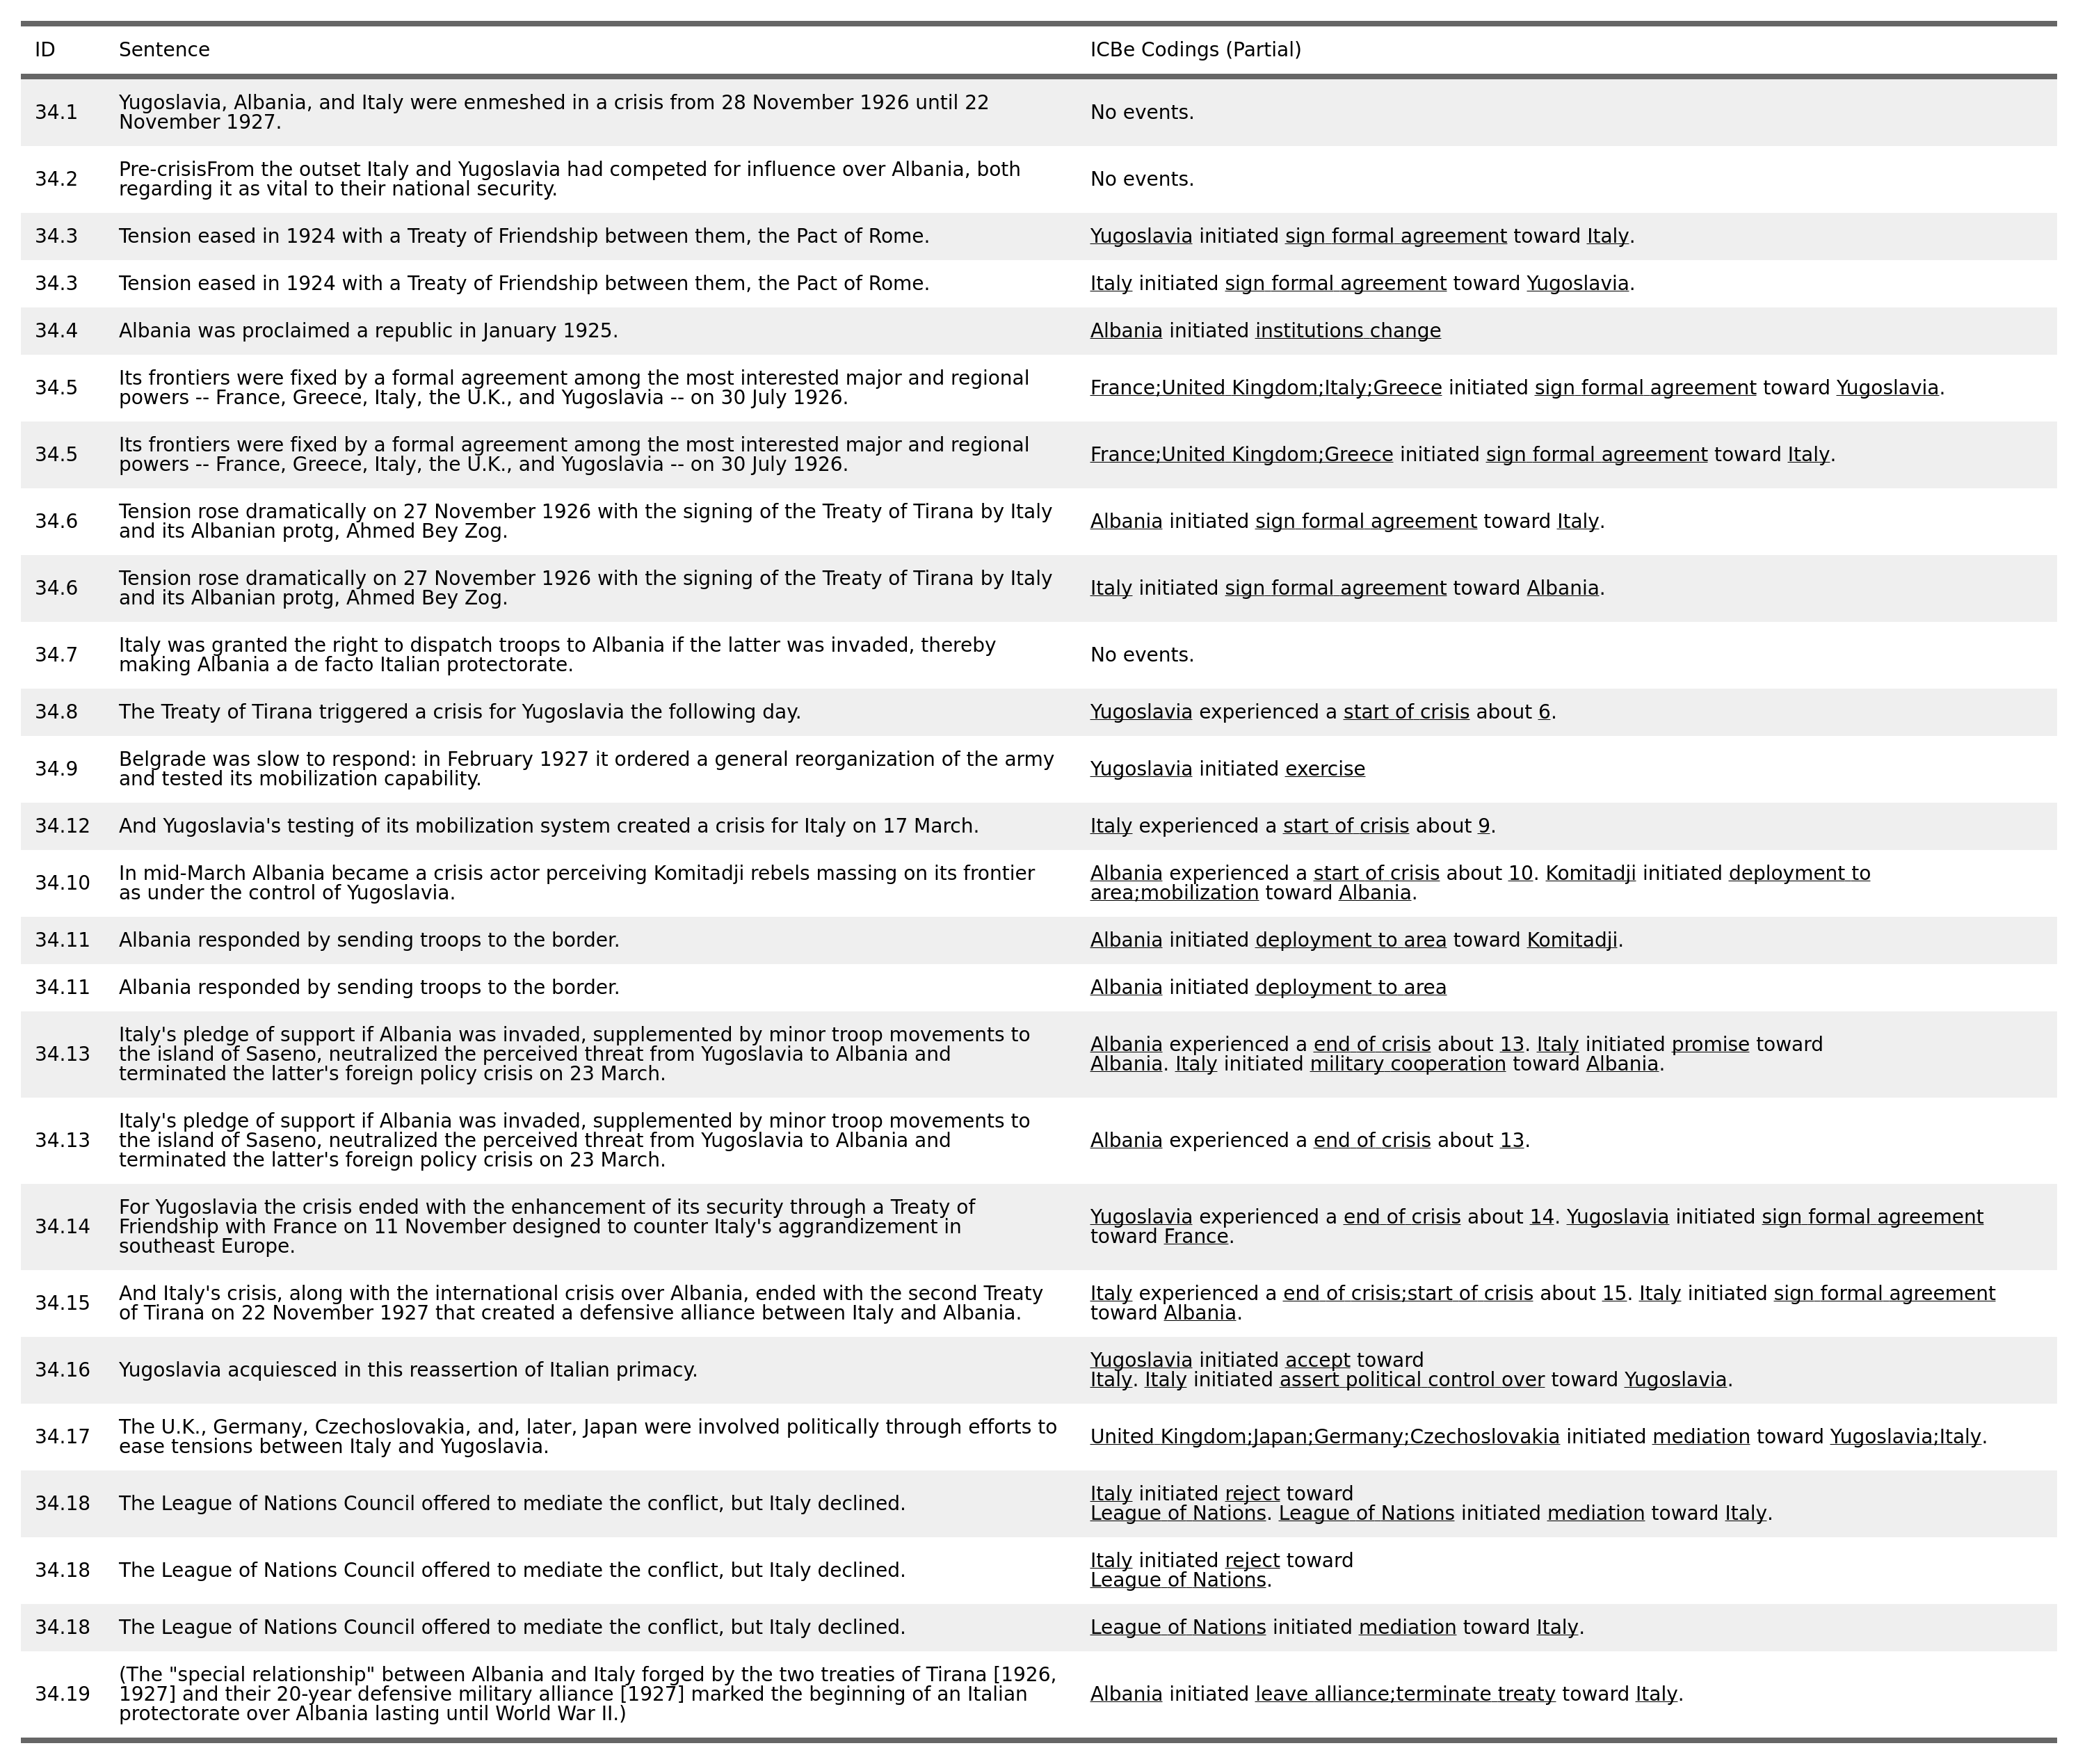 ID Sentence ICBe Codings (Partial)
34.1 Yugoslavia, Albania, and Italy were enmeshed in a crisis from 28 November 1926 until 22
November 1927. No events.
34.2 Pre-crisisFrom the outset Italy and Yugoslavia had competed for influence over Albania, both
regarding it as vital to their national security. No events.
34.3 Tension eased in 1924 with a Treaty of Friendship between them, the Pact of Rome. Yugoslavia initiated sign formal agreement toward Italy.
34.3 Tension eased in 1924 with a Treaty of Friendship between them, the Pact of Rome. Italy initiated sign formal agreement toward Yugoslavia.
34.4 Albania was proclaimed a republic in January 1925. Albania initiated institutions change
34.5 Its frontiers were fixed by a formal agreement among the most interested major and regional
powers -- France, Greece, Italy, the U.K., and Yugoslavia -- on 30 July 1926. France;United Kingdom;Italy;Greece initiated sign formal agreement toward Yugoslavia.
34.5 Its frontiers were fixed by a formal agreement among the most interested major and regional
powers -- France, Greece, Italy, the U.K., and Yugoslavia -- on 30 July 1926. France;United Kingdom;Greece initiated sign formal agreement toward Italy.
34.6 Tension rose dramatically on 27 November 1926 with the signing of the Treaty of Tirana by Italy
and its Albanian protg, Ahmed Bey Zog. Albania initiated sign formal agreement toward Italy.
34.6 Tension rose dramatically on 27 November 1926 with the signing of the Treaty of Tirana by Italy
and its Albanian protg, Ahmed Bey Zog. Italy initiated sign formal agreement toward Albania.
34.7 Italy was granted the right to dispatch troops to Albania if the latter was invaded, thereby
making Albania a de facto Italian protectorate. No events.
34.8 The Treaty of Tirana triggered a crisis for Yugoslavia the following day. Yugoslavia experienced a start of crisis about 6.
34.9 Belgrade was slow to respond: in February 1927 it ordered a general reorganization of the army
and tested its mobilization capability. Yugoslavia initiated exercise
34.12 And Yugoslavia's testing of its mobilization system created a crisis for Italy on 17 March. Italy experienced a start of crisis about 9.
34.10 In mid-March Albania became a crisis actor perceiving Komitadji rebels massing on its frontier
as under the control of Yugoslavia. Albania experienced a start of crisis about 10. Komitadji initiated deployment to
area;mobilization toward Albania.
34.11 Albania responded by sending troops to the border. Albania initiated deployment to area toward Komitadji.
34.11 Albania responded by sending troops to the border. Albania initiated deployment to area
34.13 Italy's pledge of support if Albania was invaded, supplemented by minor troop movements to
the island of Saseno, neutralized the perceived threat from Yugoslavia to Albania and
terminated the latter's foreign policy crisis on 23 March. Albania experienced a end of crisis about 13. Italy initiated promise toward
Albania. Italy initiated military cooperation toward Albania.
34.13 Italy's pledge of support if Albania was invaded, supplemented by minor troop movements to
the island of Saseno, neutralized the perceived threat from Yugoslavia to Albania and
terminated the latter's foreign policy crisis on 23 March. Albania experienced a end of crisis about 13.
34.14 For Yugoslavia the crisis ended with the enhancement of its security through a Treaty of
Friendship with France on 11 November designed to counter Italy's aggrandizement in
southeast Europe. Yugoslavia experienced a end of crisis about 14. Yugoslavia initiated sign formal agreement
toward France.
34.15 And Italy's crisis, along with the international crisis over Albania, ended with the second Treaty
of Tirana on 22 November 1927 that created a defensive alliance between Italy and Albania. Italy experienced a end of crisis;start of crisis about 15. Italy initiated sign formal agreement
toward Albania.
34.16 Yugoslavia acquiesced in this reassertion of Italian primacy. Yugoslavia initiated accept toward
Italy. Italy initiated assert political control over toward Yugoslavia.
34.17 The U.K., Germany, Czechoslovakia, and, later, Japan were involved politically through efforts to
ease tensions between Italy and Yugoslavia. United Kingdom;Japan;Germany;Czechoslovakia initiated mediation toward Yugoslavia;Italy.
34.18 The League of Nations Council offered to mediate the conflict, but Italy declined. Italy initiated reject toward
League of Nations. League of Nations initiated mediation toward Italy.
34.18 The League of Nations Council offered to mediate the conflict, but Italy declined. Italy initiated reject toward
League of Nations.
34.18 The League of Nations Council offered to mediate the conflict, but Italy declined. League of Nations initiated mediation toward Italy.
34.19 (The "special relationship" between Albania and Italy forged by the two treaties of Tirana [1926,
1927] and their 20-year defensive military alliance [1927] marked the beginning of an Italian
protectorate over Albania lasting until World War II.) Albania initiated leave alliance;terminate treaty toward Italy.